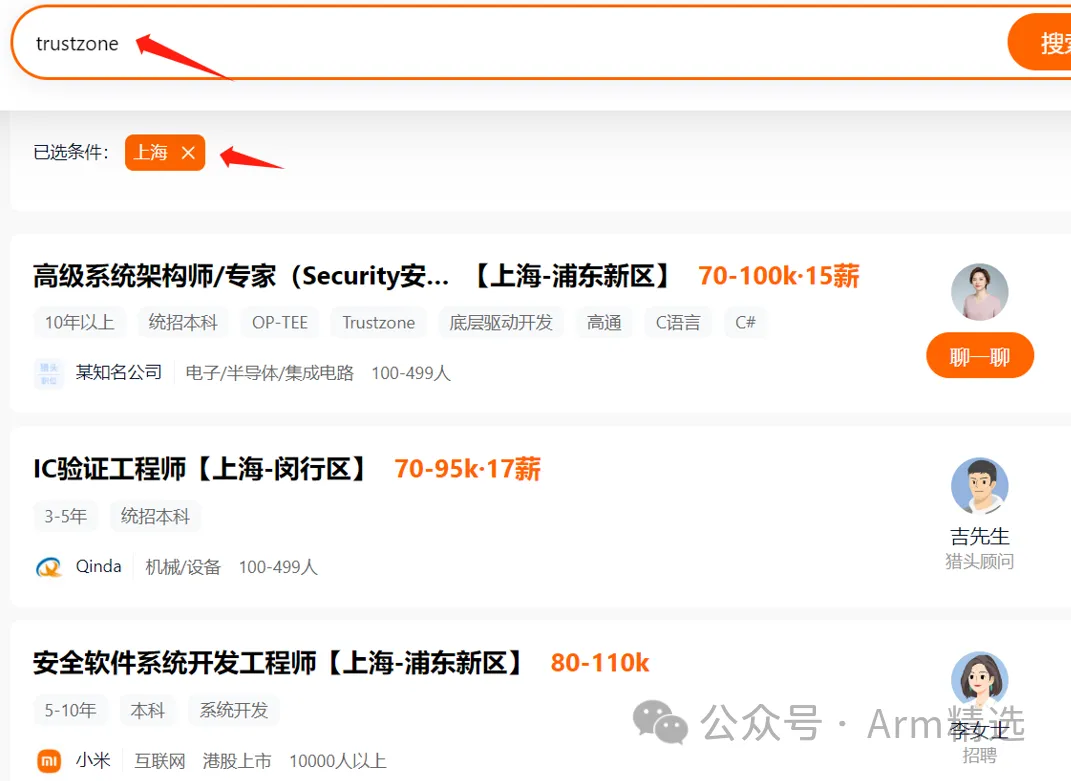 trustzone
搜索
已选条件：
上海 ×
高级系统架构师/专家（Security安... 【上海-浦东新区】 70-100k·15薪
10年以上 统招本科 OP-TEE Trustzone 底层驱动开发 高通 C语言 C#
聊一聊
猎头
职位
某知名公司 电子/半导体/集成电路 100-499人
IC验证工程师【上海-闵行区】 70-95k·17薪
3-5年 统招本科
吉先生
Qinda 机械/设备 100-499人
猎头顾问
安全软件系统开发工程师【上海-浦东新区】 80-110k
5-10年 本科 系统开发
公众号 · Arm精选
李女士
小米 互联网 港股上市 10000人以上
招聘